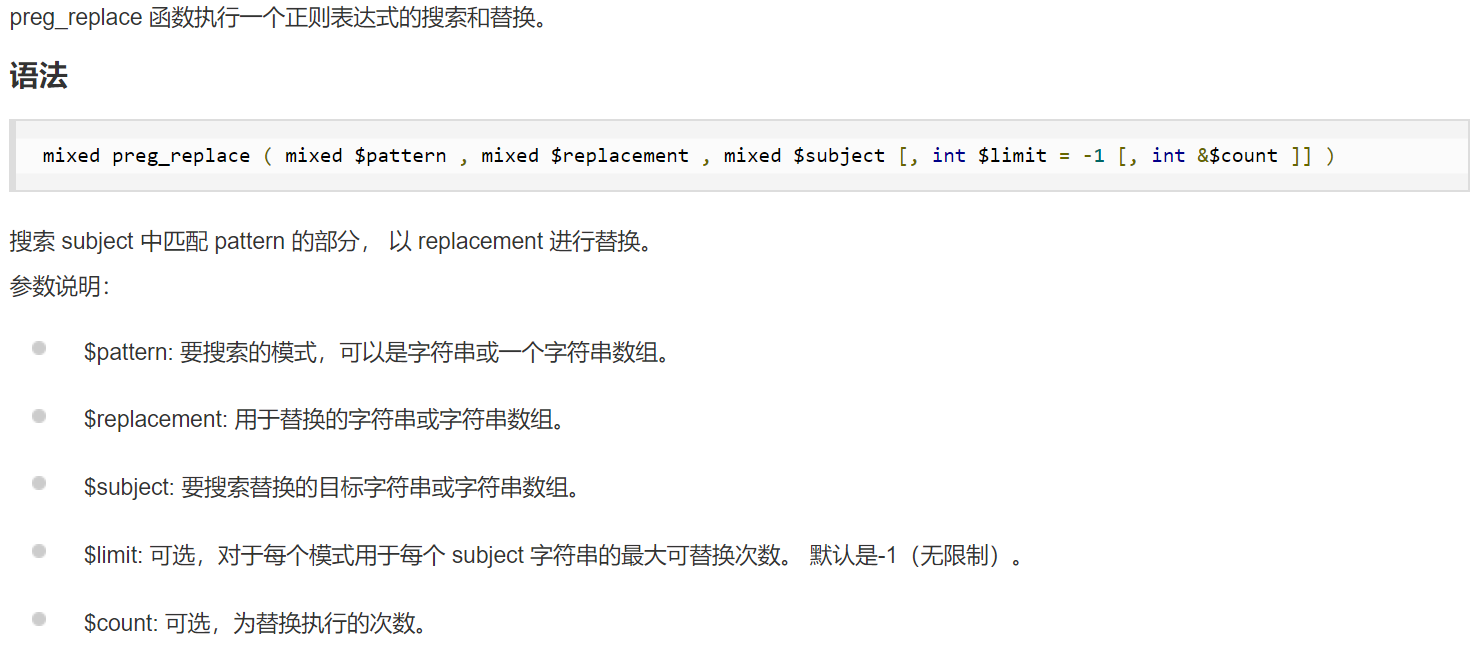 preg_replace 函数执行一个正则表达式的搜索和替换。
语法
mixed preg_replace ( mixed $pattern , mixed $replacement , mixed $subject [, int $limit = -1 [, int &$count ]] )
搜索 subject 中匹配 pattern 的部分， 以 replacement 进行替换。
参数说明：
$pattern: 要搜索的模式，可以是字符串或一个字符串数组。
$replacement: 用于替换的字符串或字符串数组。
$subject: 要搜索替换的目标字符串或字符串数组。
$limit: 可选，对于每个模式用于每个 subject 字符串的最大可替换次数。 默认是-1（无限制）。
$count: 可选，为替换执行的次数。